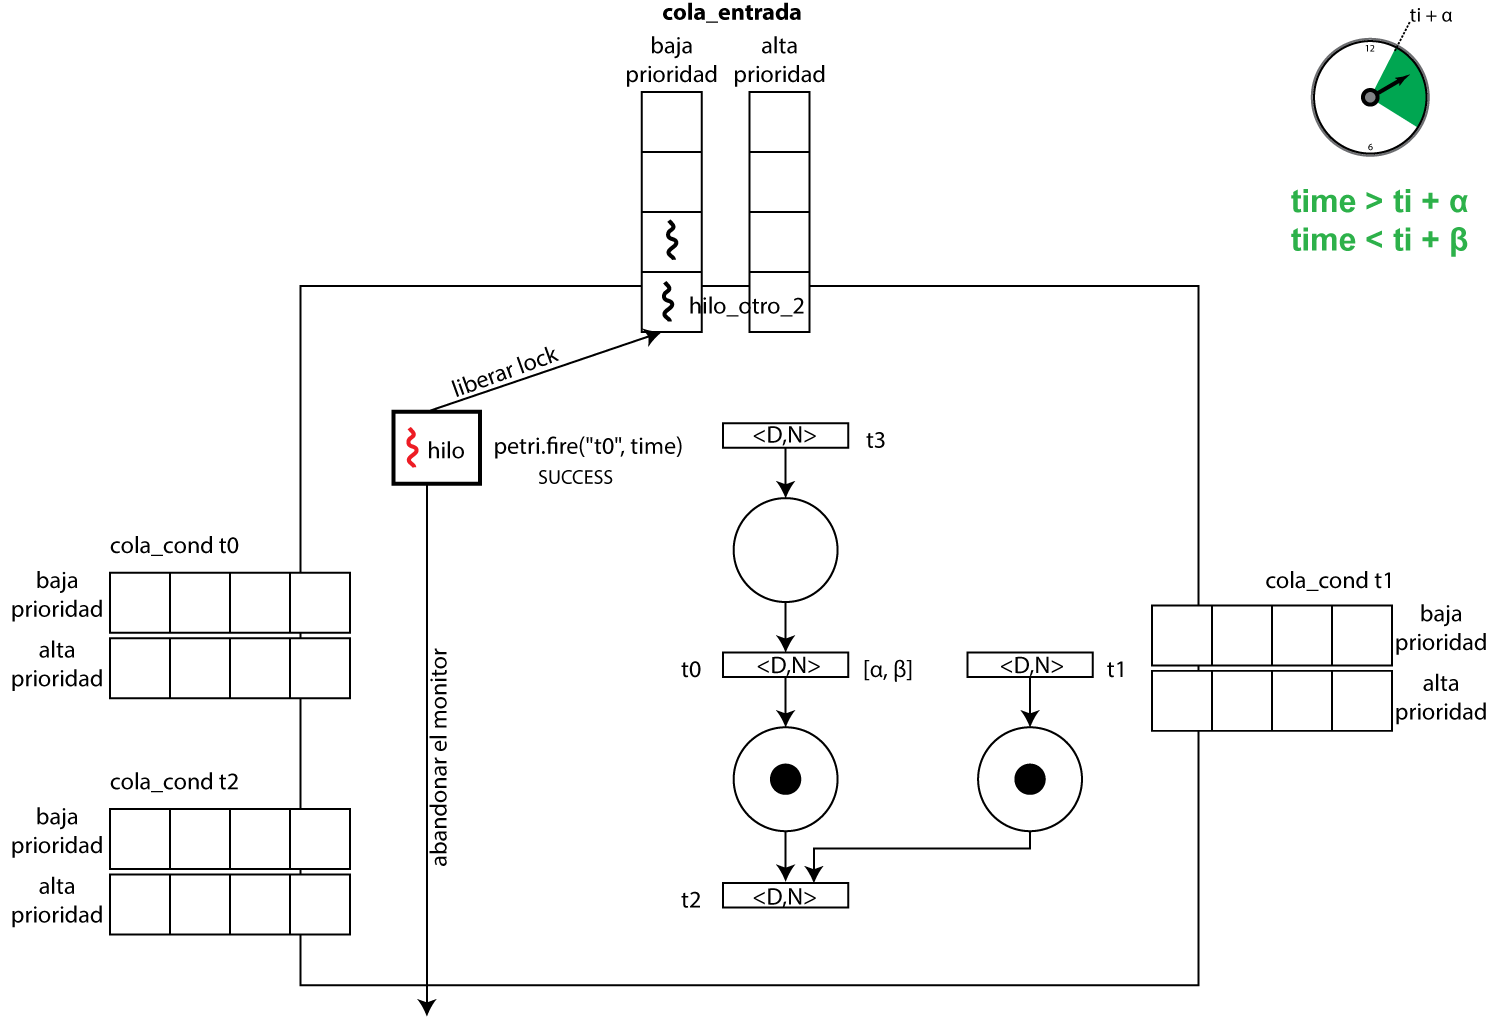 cola_entrada
baja
prioridad
alta
prioridad
ti + α
12
6
time > ti + α
time < ti + β
hilo_otro_2
liberar lock
hilo
petri.fire("t0", time)
SUCCESS
<D,N>
t3
cola_cond t0
baja
prioridad
alta
prioridad
abandonar el monitor
t0
<D,N>
[α, β]
<D,N>
t1
cola_cond t1
baja
prioridad
alta
prioridad
cola_cond t2
baja
prioridad
alta
prioridad
t2
<D,N>